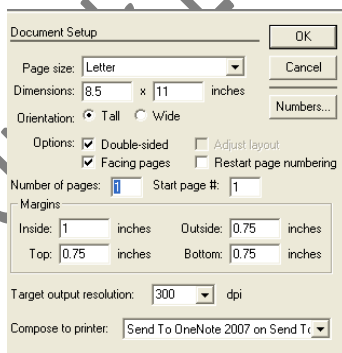 Document Setup
OK
Page size: Letter
Cancel
Dimensions: 8.5 x 11 inches
Numbers...
Orientation: Tall Wide
Options: Double-sided Adjust layout
Facing pages Restart page numbering
Number of pages: 1 Start page #: 1
Margins
Inside: 1 inches Outside: 0.75 inches
Top: 0.75 inches Bottom: 0.75 inches
Target output resolution: 300 dpi
Compose to printer: Send To OneNote 2007 on Send To